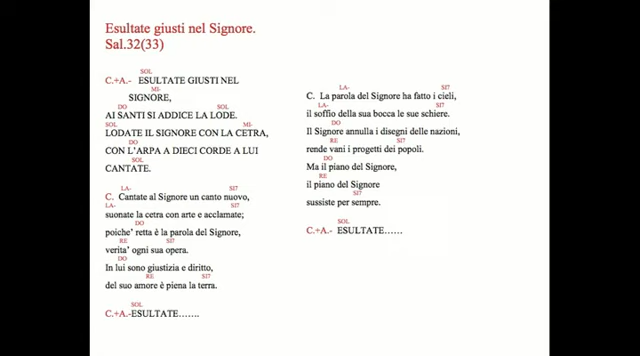 Esultate giusti nel Signore.
Sal.32(33)
SOL
C.+A.- ESULTATE GIUSTI NEL
MI-
SIGNORE,
DO SOL
AI SANTI SI ADDICE LA LODE.
SOL MI-
LODATE IL SIGNORE CON LA CETRA,
DO
CON L'ARPA A DIECI CORDE A LUI
SOL
CANTATE.
LA- SI7
C. Cantate al Signore un canto nuovo,
LA-
suonate la cetra con arte e acclamate;
DO
poiche' retta è la parola del Signore,
RE SI7
verita' ogni sua opera.
DO
In lui sono giustizia e diritto,
RE SI7
del suo amore è piena la terra.
SOL
C.+A.-ESULTATE…….
LA- SI7
C. La parola del Signore ha fatto i cieli,
LA- SI7
il soffio della sua bocca le sue schiere.
DO
Il Signore annulla i disegni delle nazioni,
RE SI7
rende vani i progetti dei popoli.
DO
Ma il piano del Signore,
RE
il piano del Signore
SI7
sussiste per sempre.
SOL
C.+A.- ESULTATE……